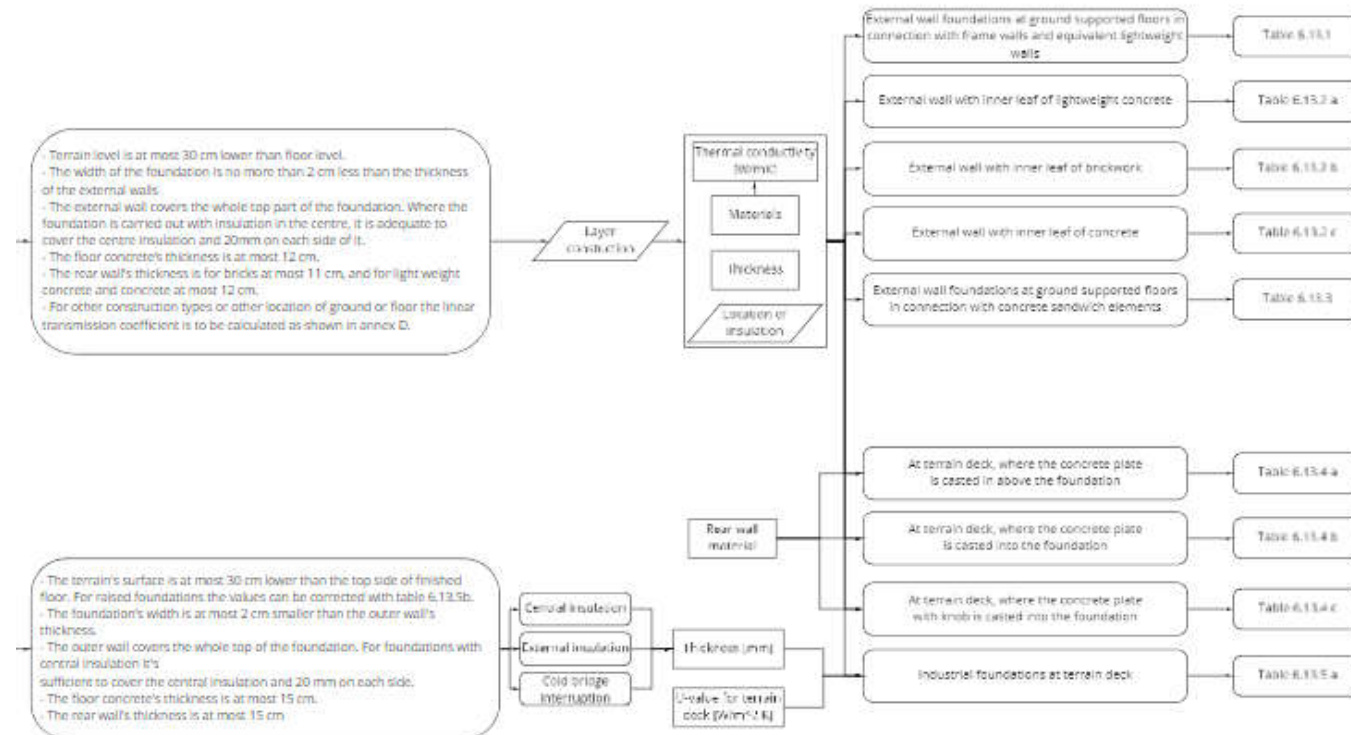 External wall foundations at ground supported floors in
connection with frame walls and equivalent lightweight
walls
Table 6.13.1
External wall with inner leaf of lightweight concrete
Table 6.13.2 a
- Terrain level is at most 30 cm lower than floor level.
- The width of the foundation is no more than 2 cm less than the thickness
of the external walls
- The external wall covers the whole top part of the foundation. Where the
foundation is carried out with insulation in the centre, it is adequate to
cover the centre insulation and 20mm on each side of it.
- The floor concrete's thickness is at most 12 cm.
- The rear wall's thickness is for bricks at most 11 cm, and for light weight
concrete and concrete at most 12 cm.
- For other construction types or other location of ground or floor the linear
transmission coefficient is to be calculated as shown in annex D.
Layer
construction
Thermal conductivity
Materials
Thickness
Location of
insulation
External wall with inner leaf of brickwork
Table 6.13.2 b
External wall with inner leaf of concrete
Table 6.13.2 c
External wall foundations at ground supported floors
in connection with concrete sandwich elements
Table 6.13.3
At terrain deck, where the concrete plate
is casted in above the foundation
Table 6.13.4 a
Rear wall
material
At terrain deck, where the concrete plate
is casted into the foundation
Table 6.13.4 b
At terrain deck, where the concrete plate
with knob is casted into the foundation
Table 6.13.4 c
- The terrain's surface is at most 30 cm lower than the top side of finished
floor. For raised foundations the values can be corrected with table 6.13.5b.
- The foundation's width is at most 2 cm smaller than the outer wall's
thickness.
- The outer wall covers the whole top of the foundation. For foundations with
central insulation it's
sufficient to cover the central insulation and 20 mm on each side.
- The floor concrete's thickness is at most 15 cm.
- The rear wall's thickness is at most 15 cm
Central insulation
External insulation
Cold bridge
interruption
Thickness [mm]
U-value for terrain
deck [W/m^2 K]
Industrial foundations at terrain deck
Table 6.13.5 a